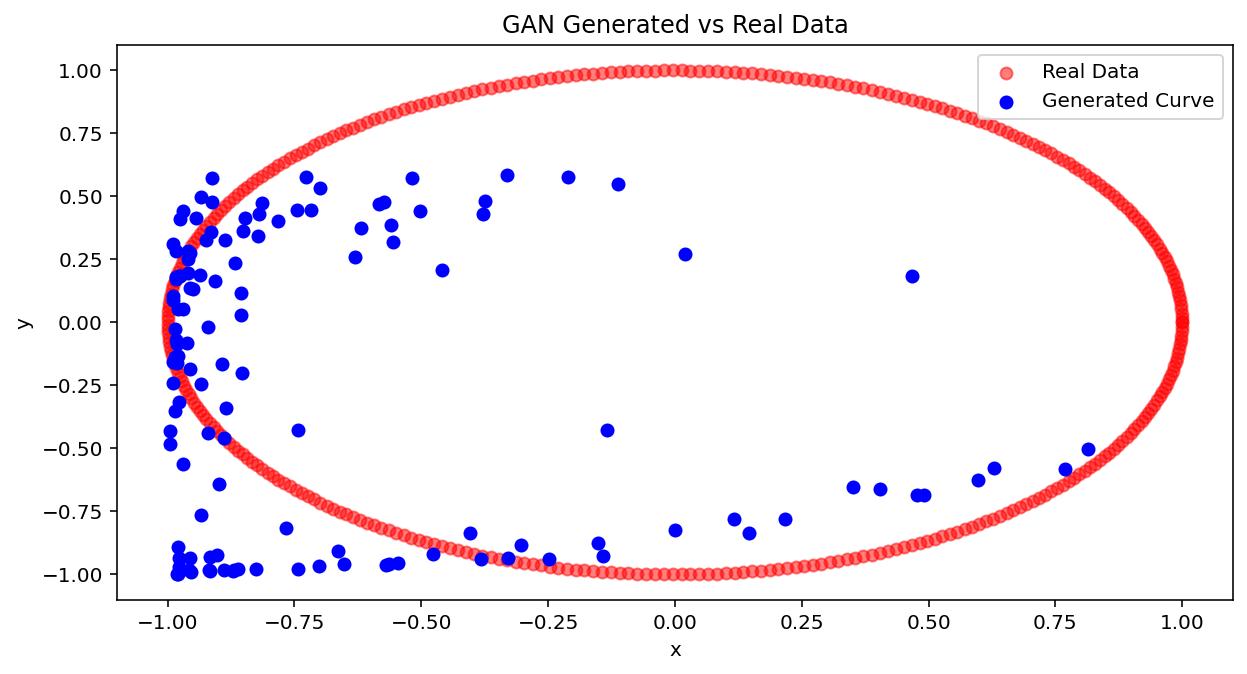 GAN Generated vs Real Data
Real Data
Generated Curve
1.00
0.75
0.50
0.25
0.00
−0.25
−0.50
−0.75
−1.00
y
−1.00 −0.75 −0.50 −0.25 0.00 0.25 0.50 0.75 1.00
x